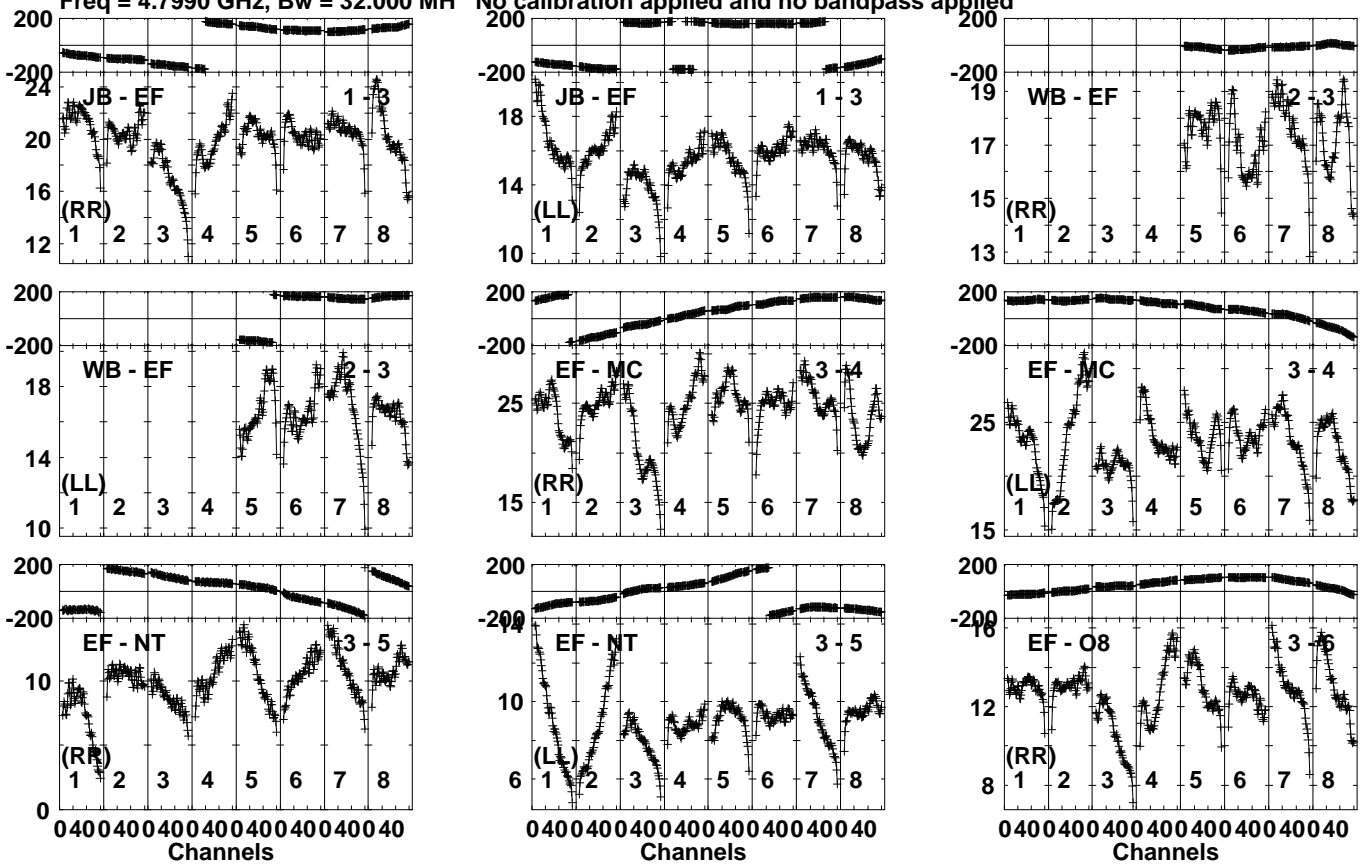 Freq = 4.7990 GHz, Bw = 32.000 MH No calibration applied and no bandpass applied
200
-200
24
20
16
12
JB - EF
1 - 3
(RR)
1 2 3 4 5 6 7 8
200
-200
18
14
10
JB - EF
1 - 3
(LL)
1 2 3 4 5 6 7 8
200
-200
19
17
15
13
WB - EF
2 - 3
(RR)
1 2 3 4 5 6 7 8
200
-200
18
14
10
WB - EF
2 - 3
(LL)
1 2 3 4 5 6 7 8
200
-200
25
15
EF - MC
3 - 4
(RR)
1 2 3 4 5 6 7 8
200
-200
25
15
EF - MC
3 - 4
(LL)
1 2 3 4 5 6 7 8
200
-200
10
0
EF - NT
3 - 5
(RR)
1 2 3 4 5 6 7 8
0 40 0 40 0 40 0 40 0 40 0 40 0 40 0 40
Channels
200
-200
14
10
6
EF - NT
3 - 5
(LL)
1 2 3 4 5 6 7 8
0 40 0 40 0 40 0 40 0 40 0 40 0 40 0 40
Channels
200
-200
16
12
8
EF - O8
3 - 6
(RR)
1 2 3 4 5 6 7 8
0 40 0 40 0 40 0 40 0 40 0 40 0 40 0 40
Channels